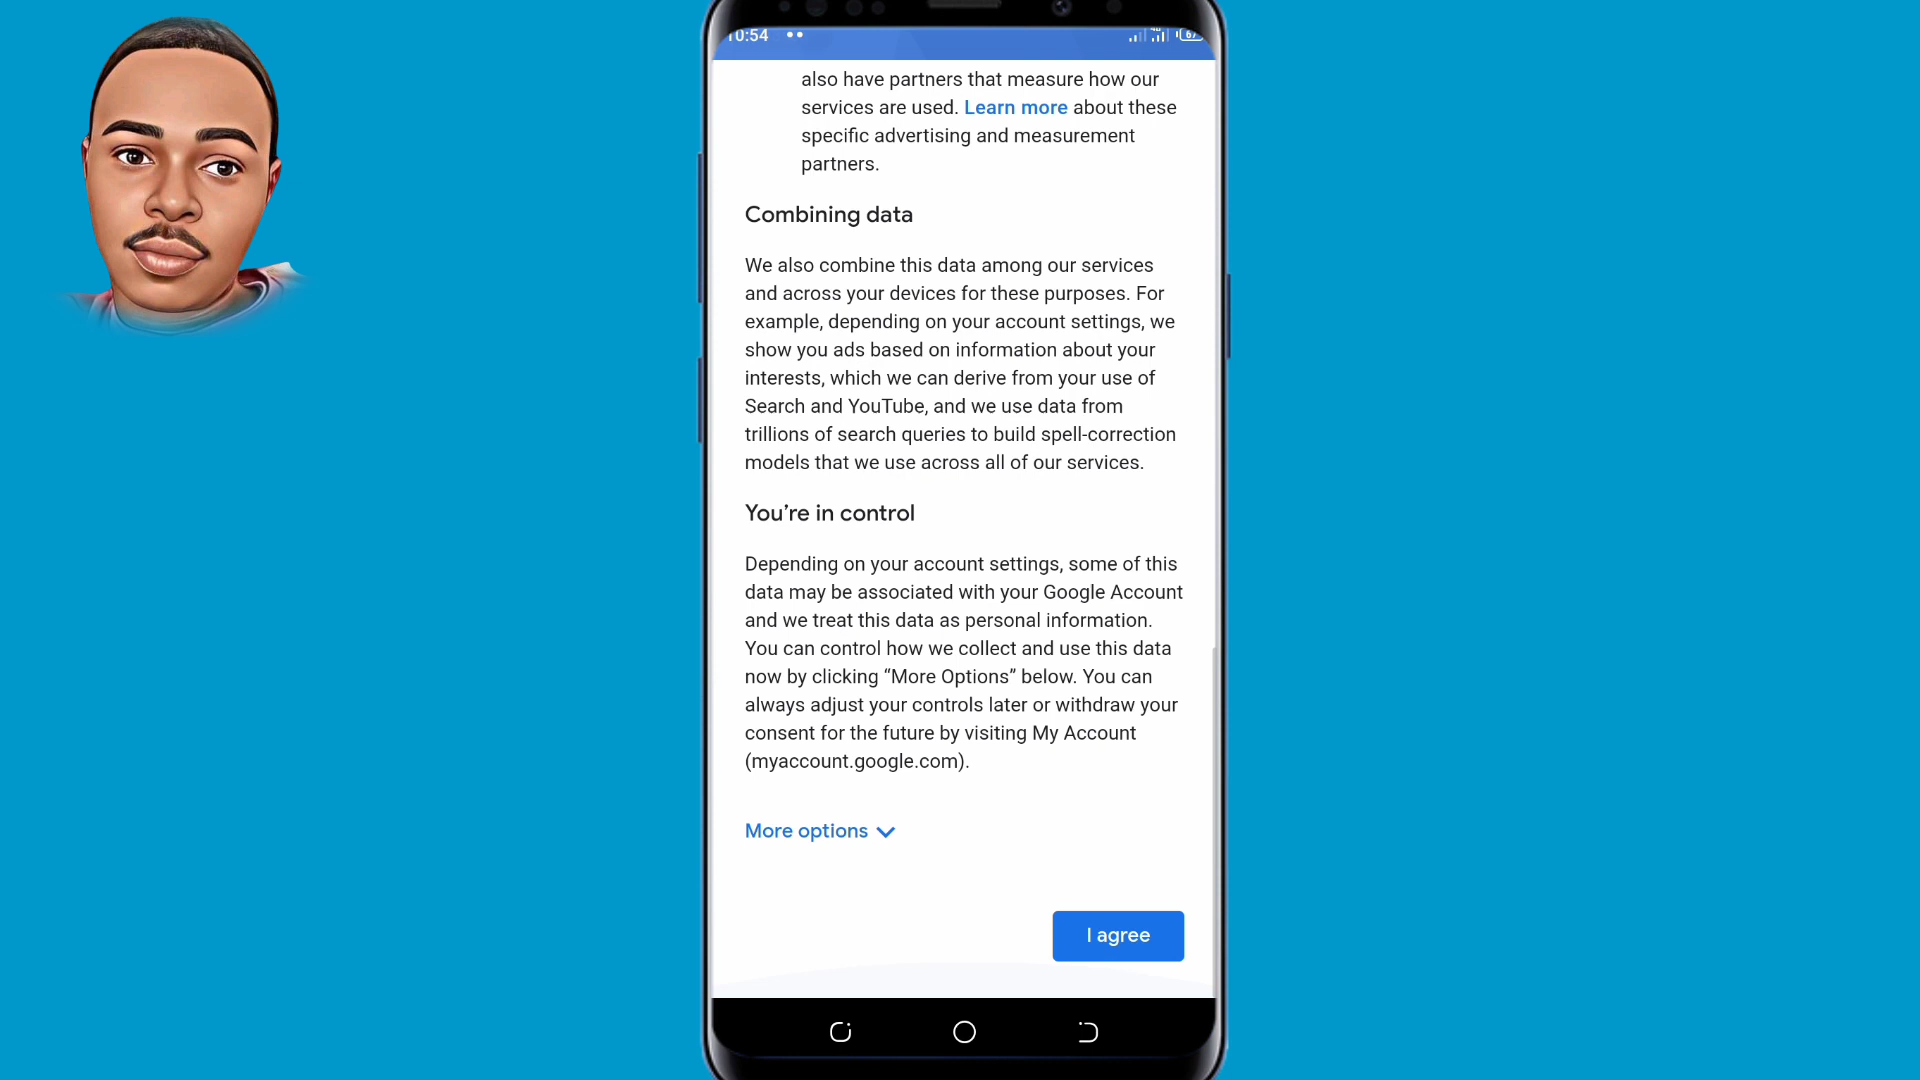 10:54
4G
67
also have partners that measure how our
services are used. Learn more about these
specific advertising and measurement
partners.
Combining data
We also combine this data among our services
and across your devices for these purposes. For
example, depending on your account settings, we
show you ads based on information about your
interests, which we can derive from your use of
Search and YouTube, and we use data from
trillions of search queries to build spell-correction
models that we use across all of our services.
You’re in control
Depending on your account settings, some of this
data may be associated with your Google Account
and we treat this data as personal information.
You can control how we collect and use this data
now by clicking “More Options” below. You can
always adjust your controls later or withdraw your
consent for the future by visiting My Account
(myaccount.google.com).
More options
I agree